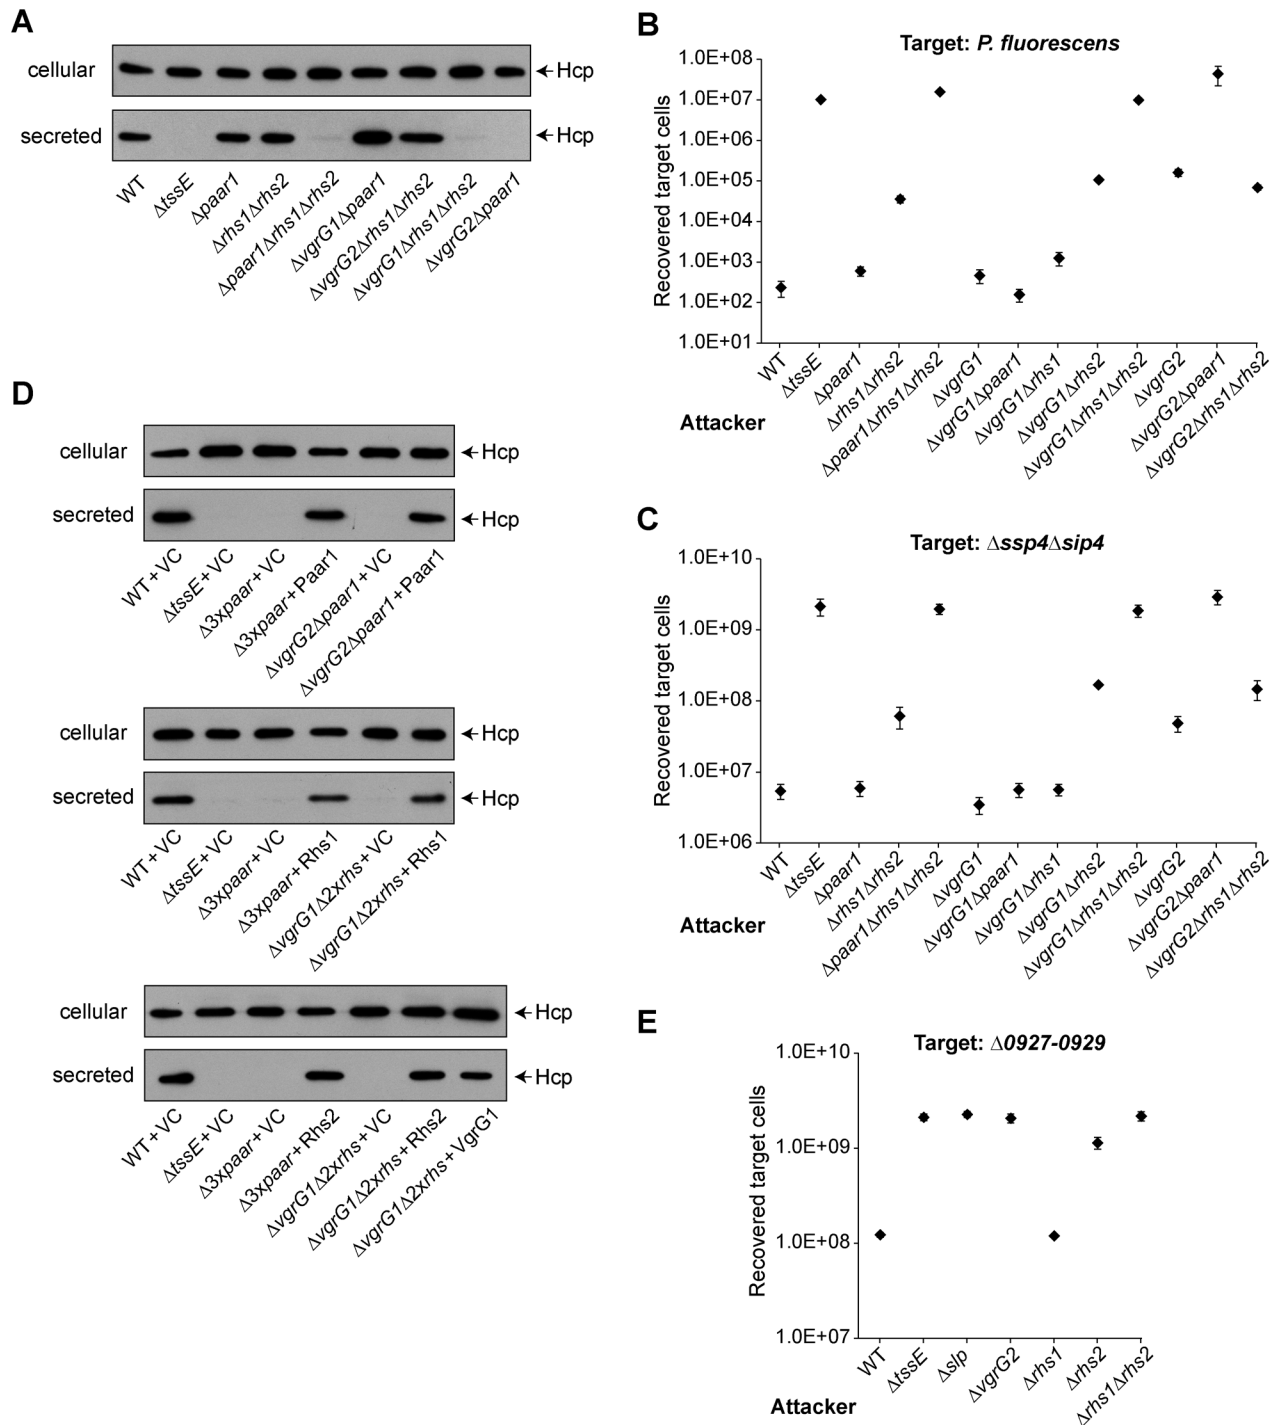 A
cellular
←Hcp
secreted
←Hcp
WT
ΔtssE
Δpaar1
Δrhs1Δrhs2
Δpaar1Δrhs1Δrhs2
ΔvgrG1Δpaar1
ΔvgrG2Δrhs1Δrhs2
ΔvgrG1Δrhs1Δrhs2
ΔvgrG2Δpaar1
B
Target: P. fluorescens
Recovered target cells
1.0E+08
1.0E+07
1.0E+06
1.0E+05
1.0E+04
1.0E+03
1.0E+02
1.0E+01
WT
ΔtssE
Δpaar1
Δrhs1Δrhs2
Δpaar1Δrhs1Δrhs2
ΔvgrG1
ΔvgrG1Δpaar1
ΔvgrG1Δrhs1
ΔvgrG1Δrhs2
ΔvgrG1Δrhs1Δrhs2
ΔvgrG2
ΔvgrG2Δpaar1
ΔvgrG2Δrhs1Δrhs2
Attacker
D
cellular
←Hcp
secreted
←Hcp
WT+VC
ΔtssE+VC
Δ3xpaar+VC
Δ3xpaar+Paar1
ΔvgrG2Δpaar1+VC
ΔvgrG2Δpaar1+Paar1
cellular
←Hcp
secreted
←Hcp
WT+VC
ΔtssE+VC
Δ3xpaar+VC
Δ3xpaar+Rhs1
ΔvgrG1Δ2xrhs+VC
ΔvgrG1Δ2xrhs+Rhs1
cellular
←Hcp
secreted
←Hcp
WT+VC
ΔtssE+VC
Δ3xpaar+VC
Δ3xpaar+Rhs2
ΔvgrG1Δ2xrhs+VC
ΔvgrG1Δ2xrhs+Rhs2
ΔvgrG1Δ2xrhs+VgrG1
C
Target: Δssp4Δsip4
Recovered target cells
1.0E+10
1.0E+09
1.0E+08
1.0E+07
1.0E+06
WT
ΔtssE
Δpaar1
Δrhs1Δrhs2
Δpaar1Δrhs1Δrhs2
ΔvgrG1
ΔvgrG1Δpaar1
ΔvgrG1Δrhs1
ΔvgrG1Δrhs2
ΔvgrG1Δrhs1Δrhs2
ΔvgrG2
ΔvgrG2Δpaar1
ΔvgrG2Δrhs1Δrhs2
Attacker
E
Target: Δ0927-0929
Recovered target cells
1.0E+10
1.0E+09
1.0E+08
1.0E+07
WT
ΔtssE
Δslp
ΔvgrG2
Δrhs1
Δrhs2
Δrhs1Δrhs2
Attacker